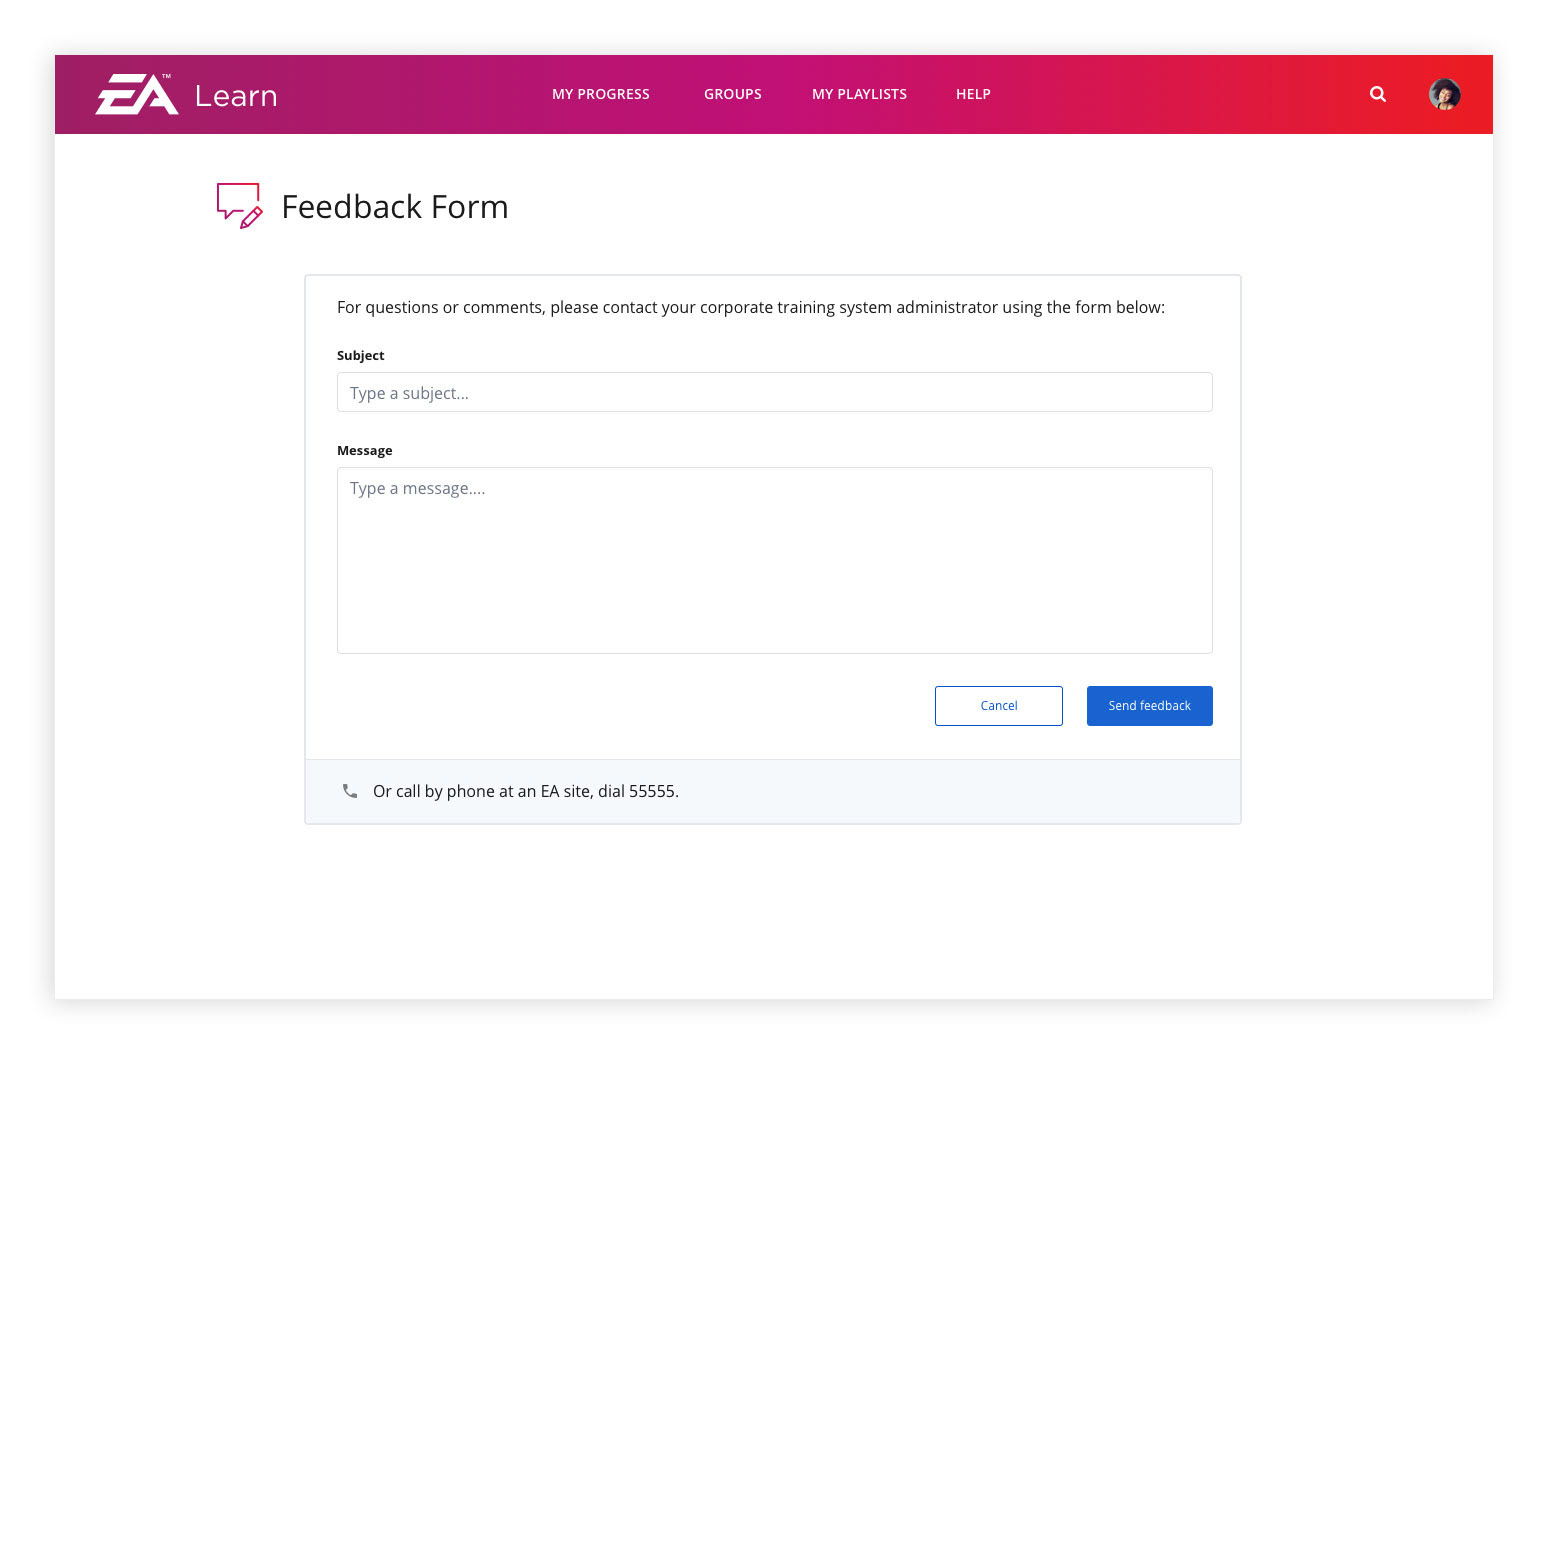 EA™ Learn
MY PROGRESS GROUPS MY PLAYLISTS HELP
Feedback Form
For questions or comments, please contact your corporate training system administrator using the form below:
Subject
Type a subject...
Message
Type a message....
Cancel Send feedback
Or call by phone at an EA site, dial 55555.